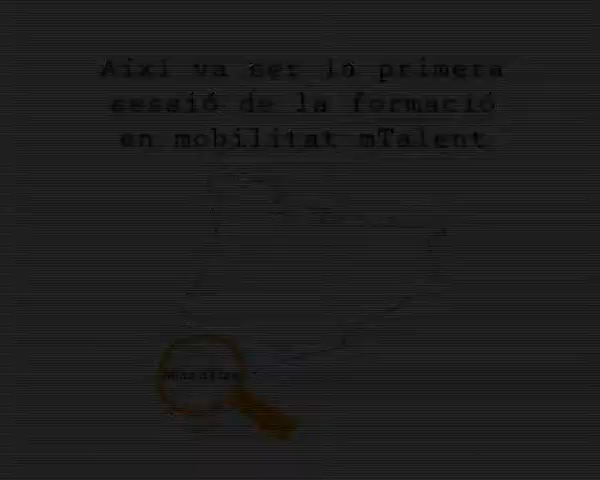 Així va ser la primera
sessió de la formació
en mobilitat mTalent